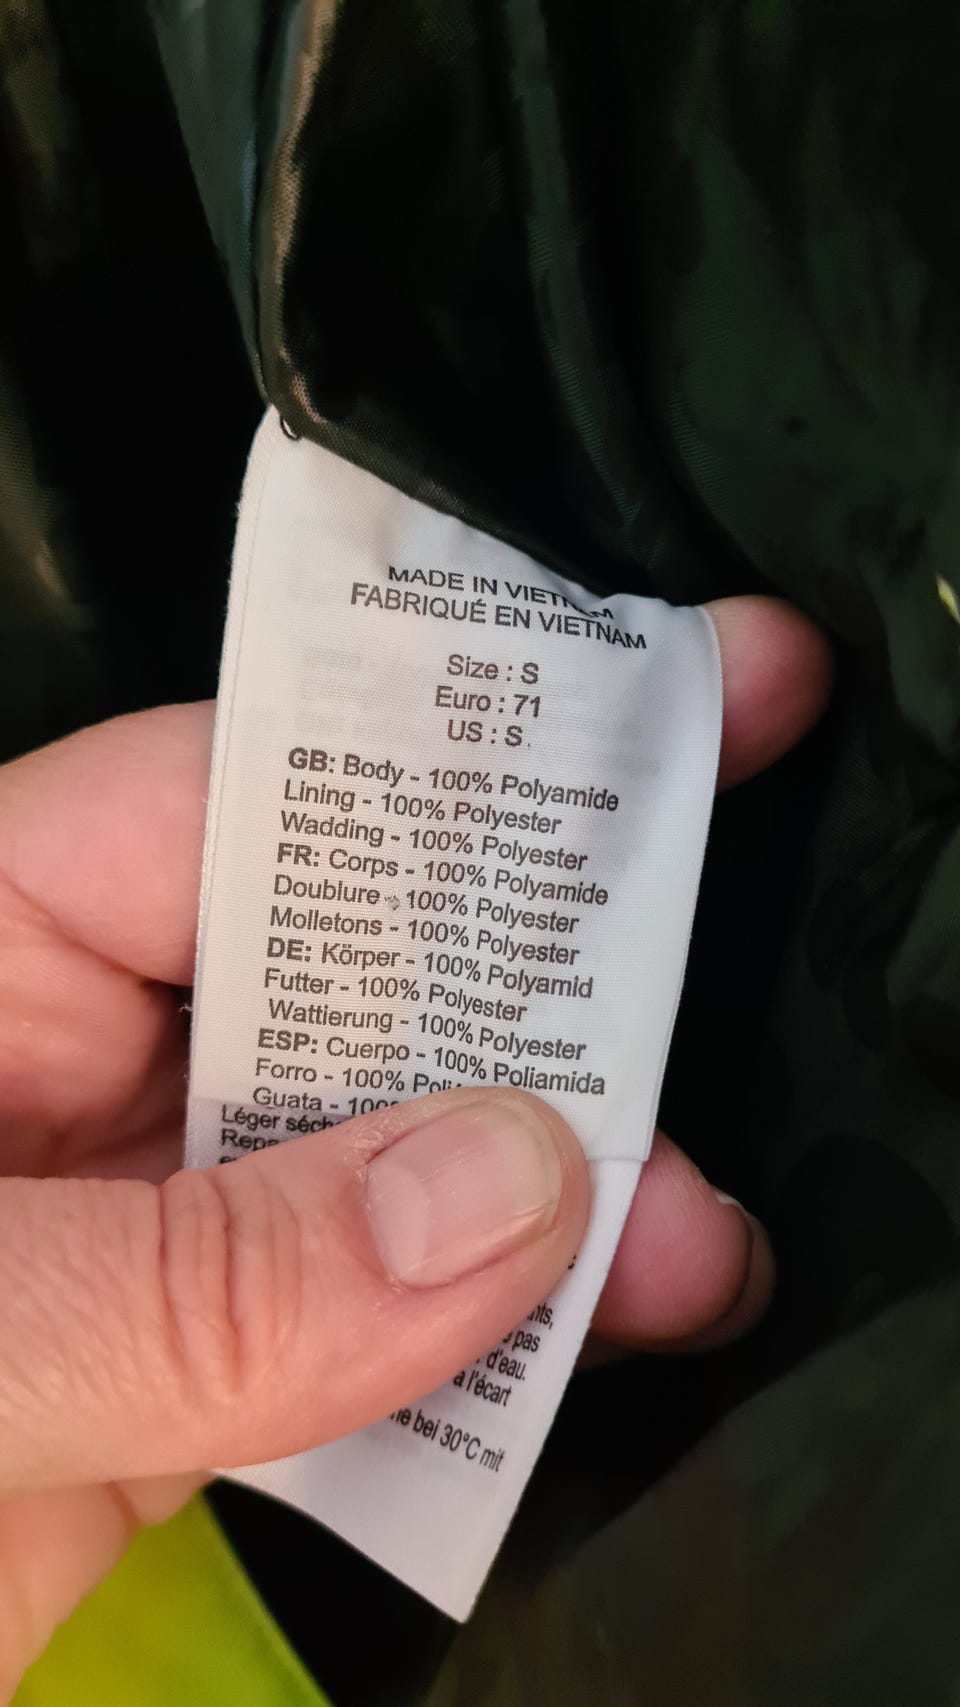 MADE IN VIETNAM
FABRIQUÉ EN VIETNAM
Size : S
Euro : 71
US : S
GB: Body - 100% Polyamide
Lining - 100% Polyester
Wadding - 100% Polyester
FR: Corps - 100% Polyamide
Doublure - 100% Polyester
Molletons - 100% Polyester
DE: Körper - 100% Polyamid
Futter - 100% Polyester
Wattierung - 100% Polyester
ESP: Cuerpo - 100% Poliamida
Forro - 100%
Guata -
Léger
pas
d'eau.
à l'écart
bei 30°C mit